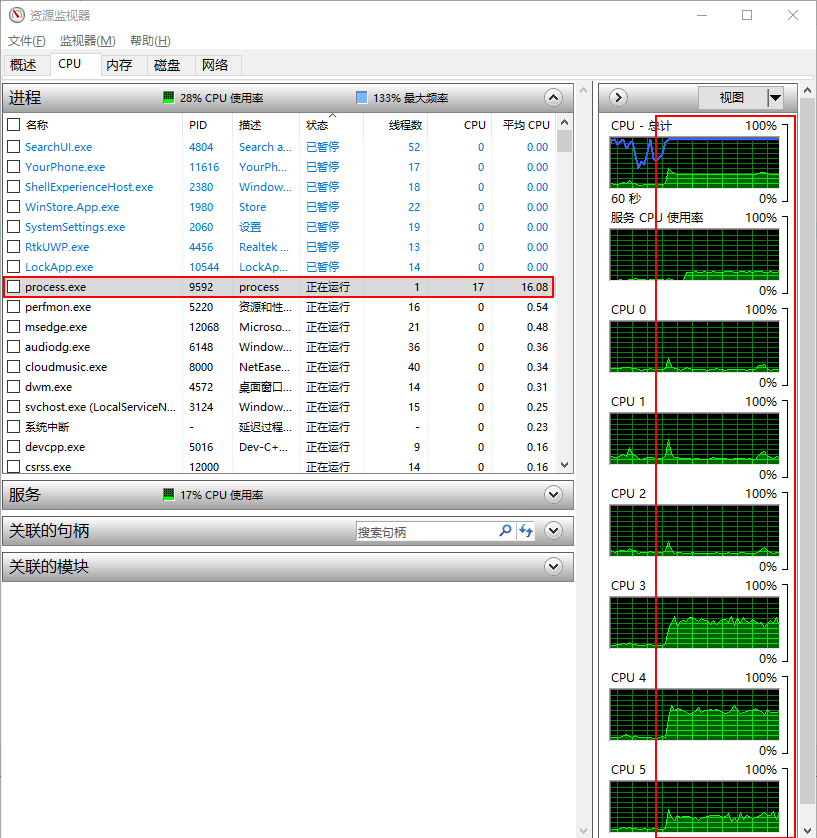 资源监视器
文件(F) 监视器(M) 帮助(H)
概述 CPU 内存 磁盘 网络
进程 28% CPU 使用率 133% 最大频率
名称 PID 描述 状态 线程数 CPU 平均 CPU
SearchUI.exe 4804 Search a... 已暂停 52 0 0.00
YourPhone.exe 11616 YourPh... 已暂停 17 0 0.00
ShellExperienceHost.exe 2380 Window... 已暂停 18 0 0.00
WinStore.App.exe 1980 Store 已暂停 22 0 0.00
SystemSettings.exe 2060 设置 已暂停 19 0 0.00
RtkUWP.exe 4456 Realtek ... 已暂停 13 0 0.00
LockApp.exe 10544 LockAp... 已暂停 14 0 0.00
process.exe 9592 process 正在运行 1 17 16.08
perfmon.exe 5220 资源和性... 正在运行 16 0 0.54
msedge.exe 12068 Microso... 正在运行 21 0 0.48
audiodg.exe 6148 Window... 正在运行 36 0 0.36
cloudmusic.exe 8000 NetEase... 正在运行 40 0 0.34
dwm.exe 4572 桌面窗口... 正在运行 14 0 0.31
svchost.exe (LocalServiceN... 3124 Window... 正在运行 15 0 0.25
系统中断 - 延迟过程... 正在运行 - 0 0.23
devcpp.exe 5016 Dev-C+... 正在运行 9 0 0.16
csrss.exe 12000 正在运行 14 0 0.16
服务 17% CPU 使用率
关联的句柄 搜索句柄
关联的模块
视图
CPU - 总计 100%
60 秒 0%
服务 CPU 使用率 100%
0%
CPU 0 100%
0%
CPU 1 100%
0%
CPU 2 100%
0%
CPU 3 100%
0%
CPU 4 100%
0%
CPU 5 100%